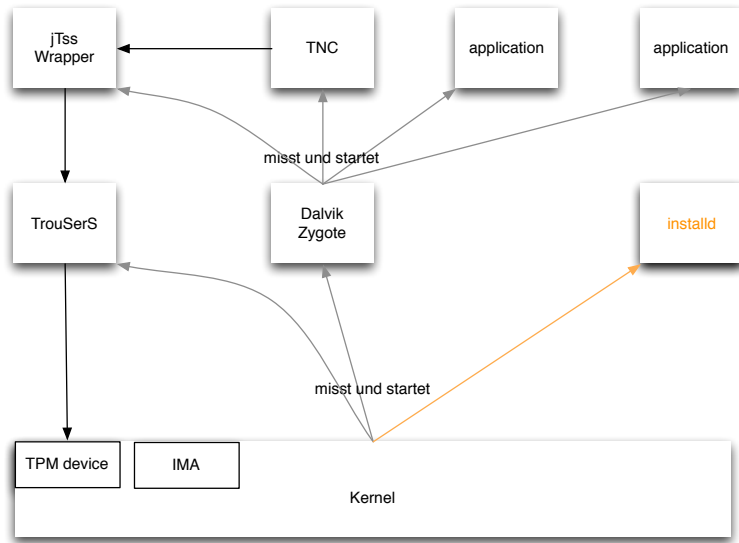 jTss
Wrapper
TNC
application
application
misst und startet
TrouSerS
Dalvik
Zygote
installd
misst und startet
TPM device
IMA
Kernel